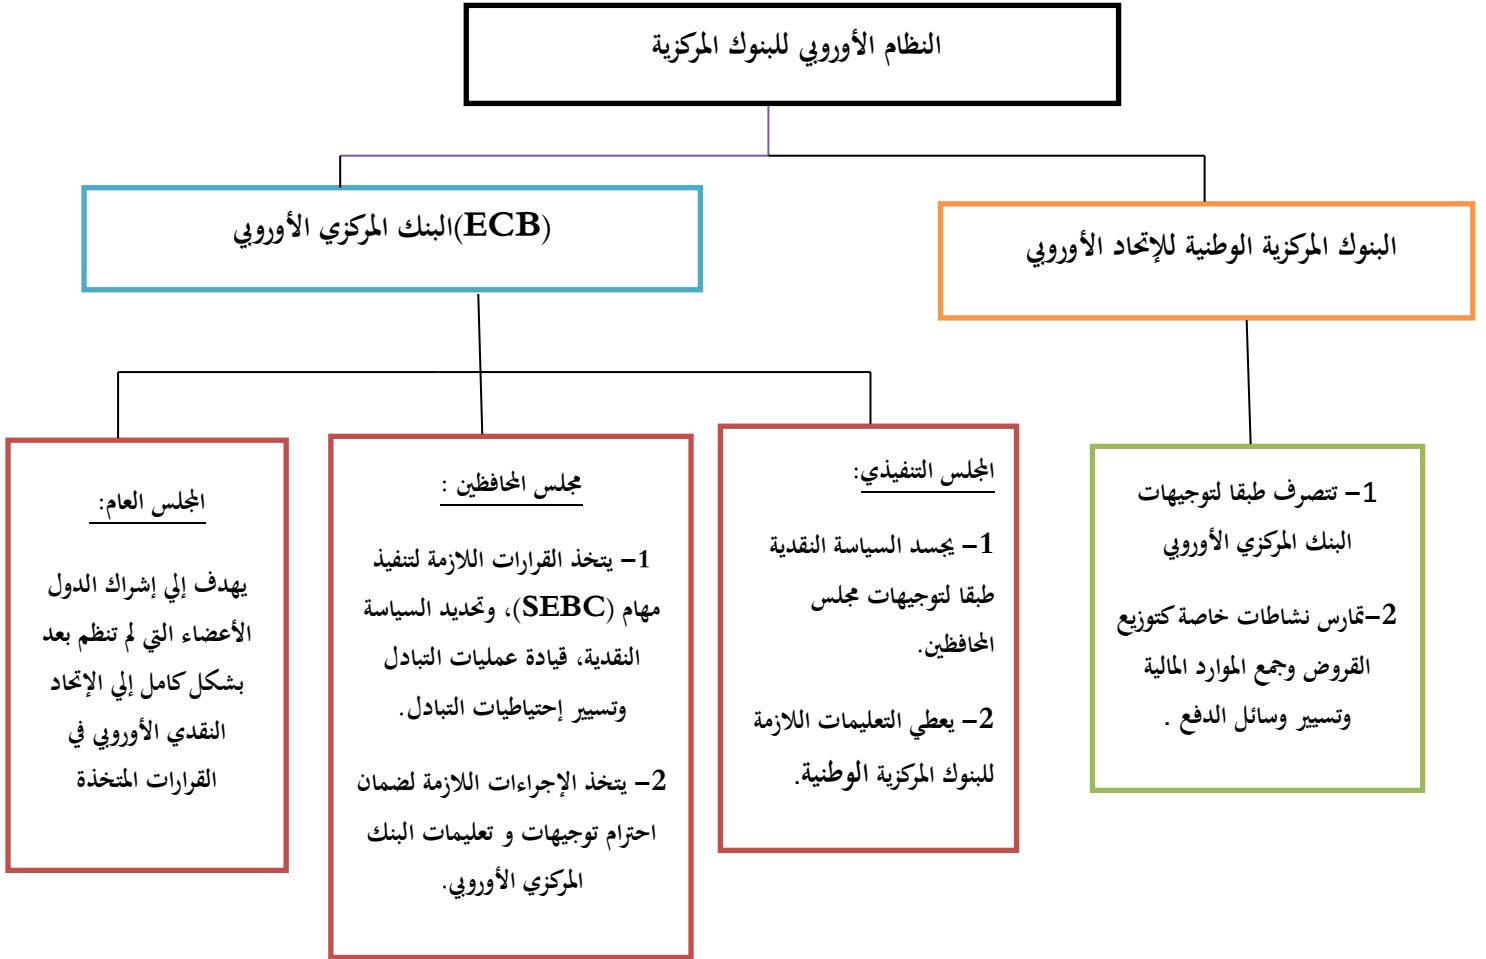 النظام الأوروبي للبنوك المركزية
البنوك المركزية الوطنية للإتحاد الأوروبي
(ECB)البنك المركزي الأوروبي
1– تتصرف طبقا لتوجيهات
البنك المركزي الأوروبي
2–تمارس نشاطات خاصة كتوزيع
القروض وجمع الموارد المالية
وتسيير وسائل الدفع .
المجلس التنفيذي:
1– يجسد السياسة النقدية
طبقا لتوجيهات مجلس
المحافظين.
2– يعطي التعليمات اللازمة
للبنوك المركزية الوطنية.
مجلس المحافظين :
1– يتخذ القرارات اللازمة لتنفيذ
مهام (SEBC)، وتحديد السياسة
النقدية، قيادة عمليات التبادل
وتسيير إحتياطيات التبادل.
2– يتخذ الإجراءات اللازمة لضمان
احترام توجيهات و تعليمات البنك
المركزي الأوروبي.
المجلس العام:
يهدف إلي إشراك الدول
الأعضاء التي لم تنظم بعد
بشكل كامل إلي الإتحاد
النقدي الأوروبي في
القرارات المتخذة